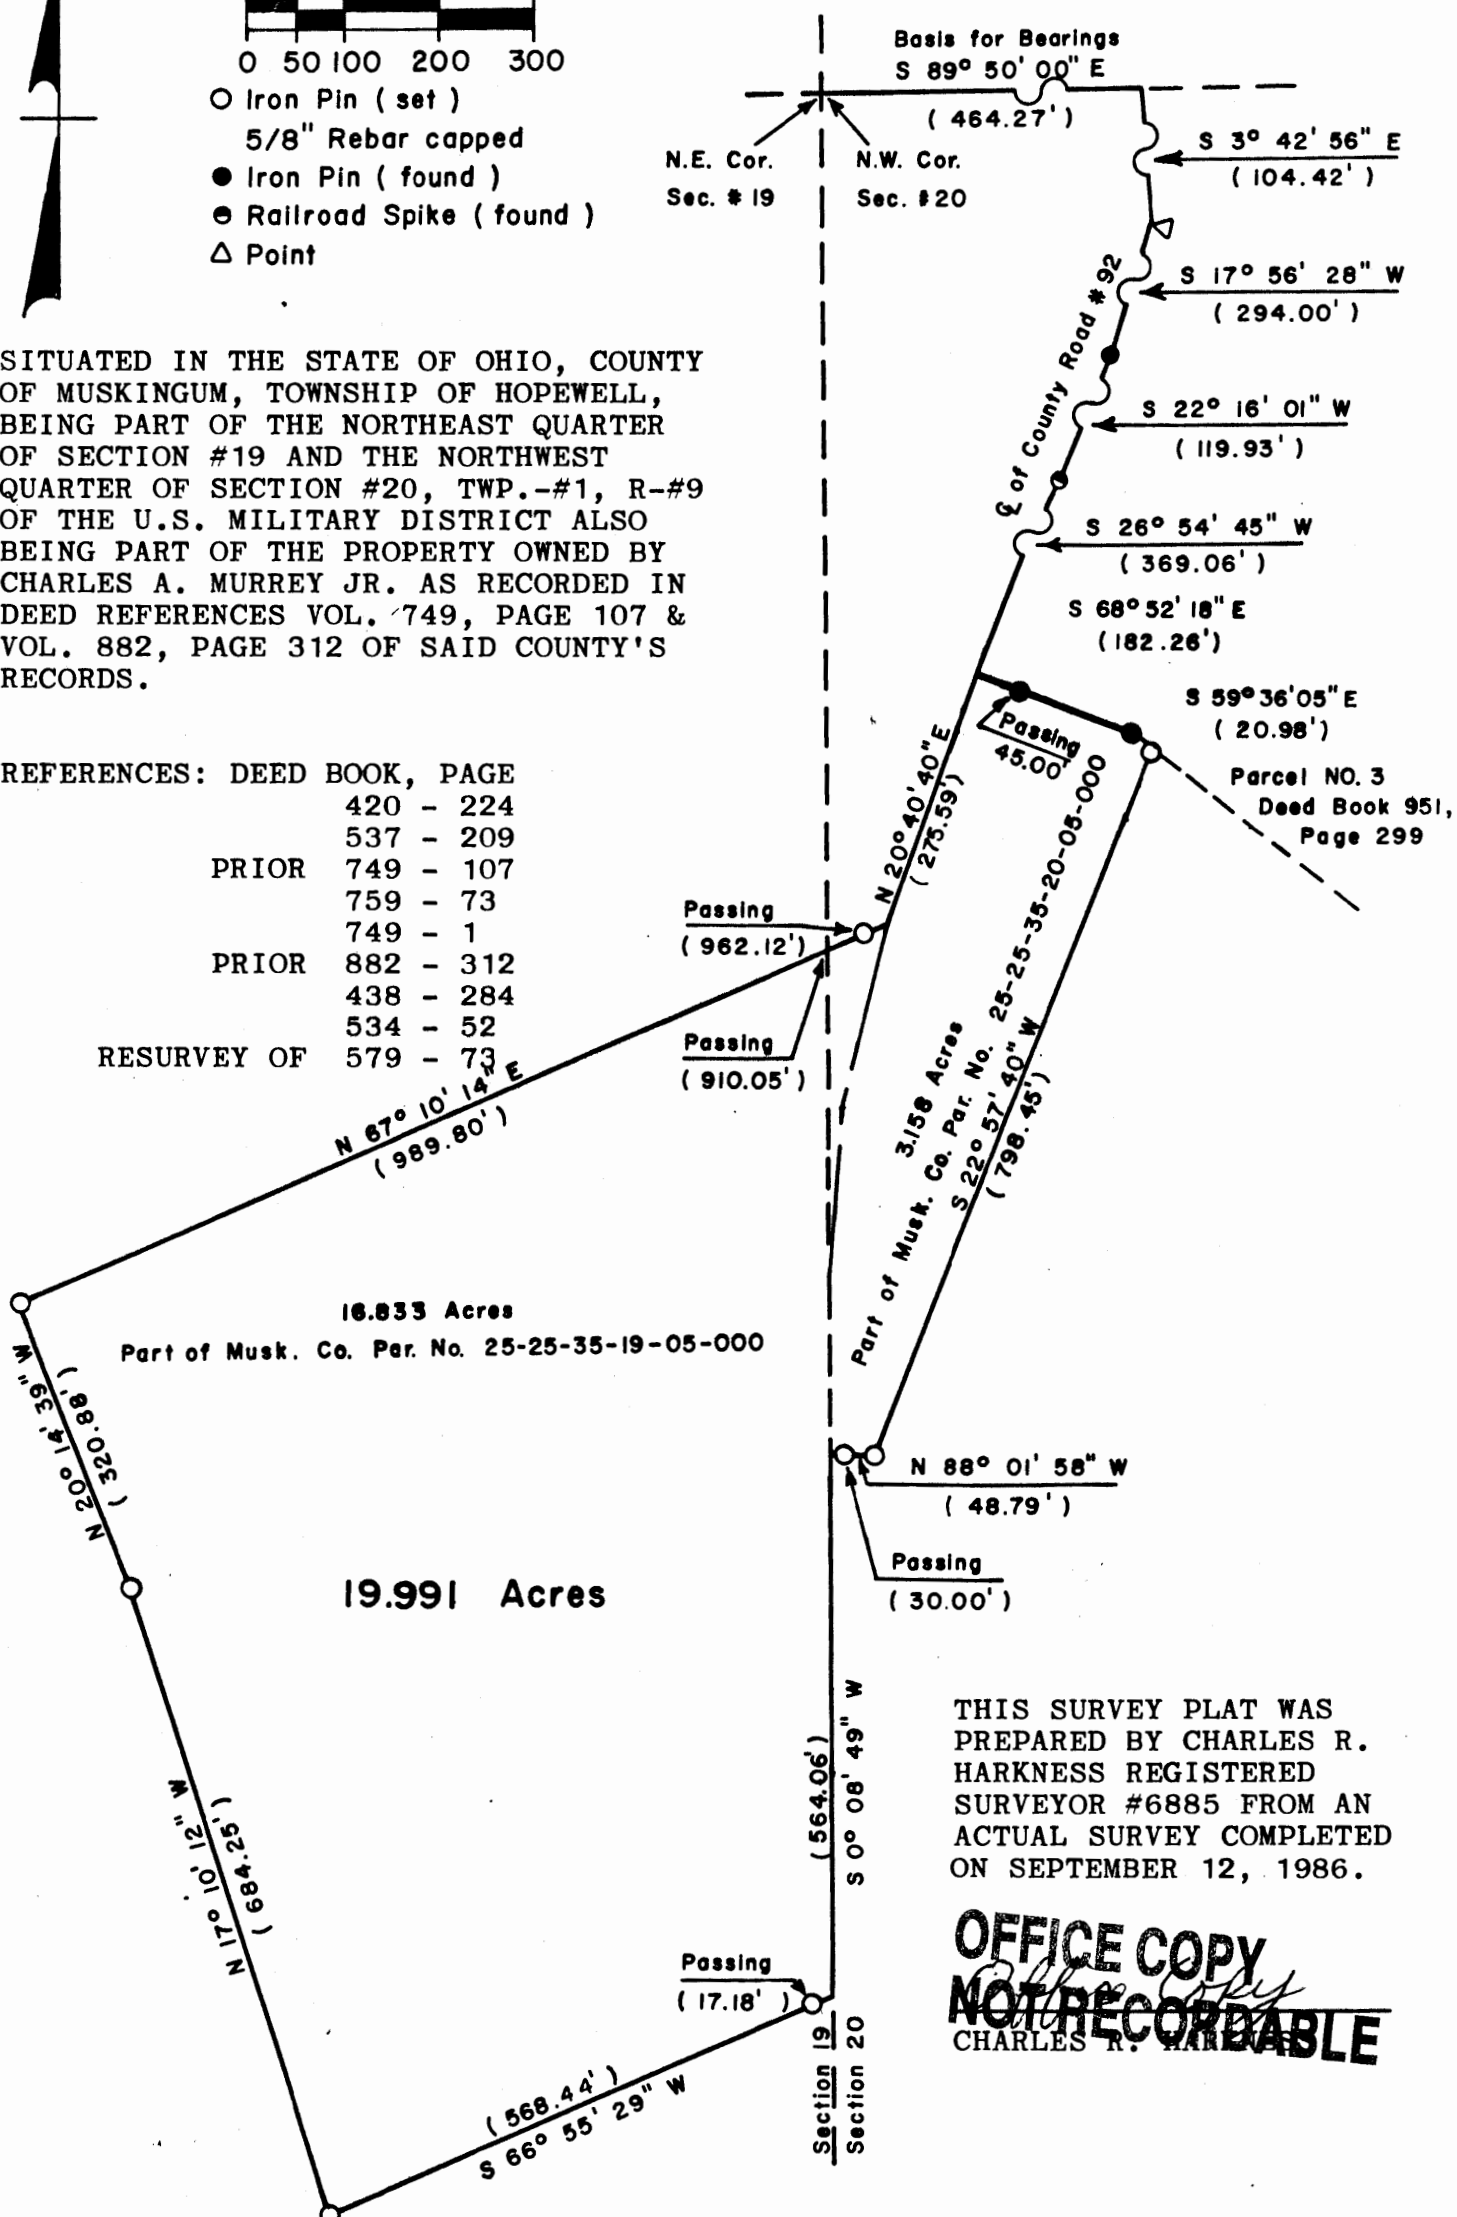 0 50 100 200 300
O Iron Pin ( set )
5/8" Rebar capped
● Iron Pin ( found )
Railroad Spike ( found )
△ Point
Basis for Bearings
S 89° 50' 00" E
( 464.27' )
N.E. Cor.
Sec. # 19
N.W. Cor.
Sec. # 20
S 3° 42' 56" E
( 104.42' )
S 17° 56' 28" W
( 294.00' )
℄ of County Road # 92
S 22° 16' 01" W
( 119.93' )
S 26° 54' 45" W
( 369.06' )
S 68° 52' 18" E
( 182.26' )
S 59° 36' 05" E
( 20.98' )
Passing
45.00'
Parcel NO. 3
Deed Book 951,
Page 299
SITUATED IN THE STATE OF OHIO, COUNTY
OF MUSKINGUM, TOWNSHIP OF HOPEWELL,
BEING PART OF THE NORTHEAST QUARTER
OF SECTION #19 AND THE NORTHWEST
QUARTER OF SECTION #20, TWP.-#1, R-#9
OF THE U.S. MILITARY DISTRICT ALSO
BEING PART OF THE PROPERTY OWNED BY
CHARLES A. MURREY JR. AS RECORDED IN
DEED REFERENCES VOL. 749, PAGE 107 &
VOL. 882, PAGE 312 OF SAID COUNTY'S
RECORDS.
REFERENCES: DEED BOOK, PAGE
420 - 224
537 - 209
PRIOR 749 - 107
759 - 73
749 - 1
PRIOR 882 - 312
438 - 284
534 - 52
RESURVEY OF 579 - 73
N 20° 40' 40" E
( 275.59' )
Passing
( 962.12' )
Passing
( 910.05' )
N 67° 10' 14" E
( 989.80' )
3.158 Acres
Part of Musk. Co. Par. No. 25-25-35-20-05-000
S 22° 57' 40" W
( 798.45' )
16.833 Acres
Part of Musk. Co. Par. No. 25-25-35-19-05-000
N 20° 14' 39" W
( 320.88' )
N 88° 01' 58" W
( 48.79' )
Passing
( 30.00' )
19.991 Acres
N 17° 10' 12" W
( 684.25' )
( 564.06' )
S 0° 08' 49" W
Passing
( 17.18' )
( 568.44' )
S 66° 55' 29" W
Section 19
Section 20
THIS SURVEY PLAT WAS
PREPARED BY CHARLES R.
HARKNESS REGISTERED
SURVEYOR #6885 FROM AN
ACTUAL SURVEY COMPLETED
ON SEPTEMBER 12, 1986.
OFFICE COPY
Office Copy
NOT RECORDABLE
CHARLES R. HARKNESS